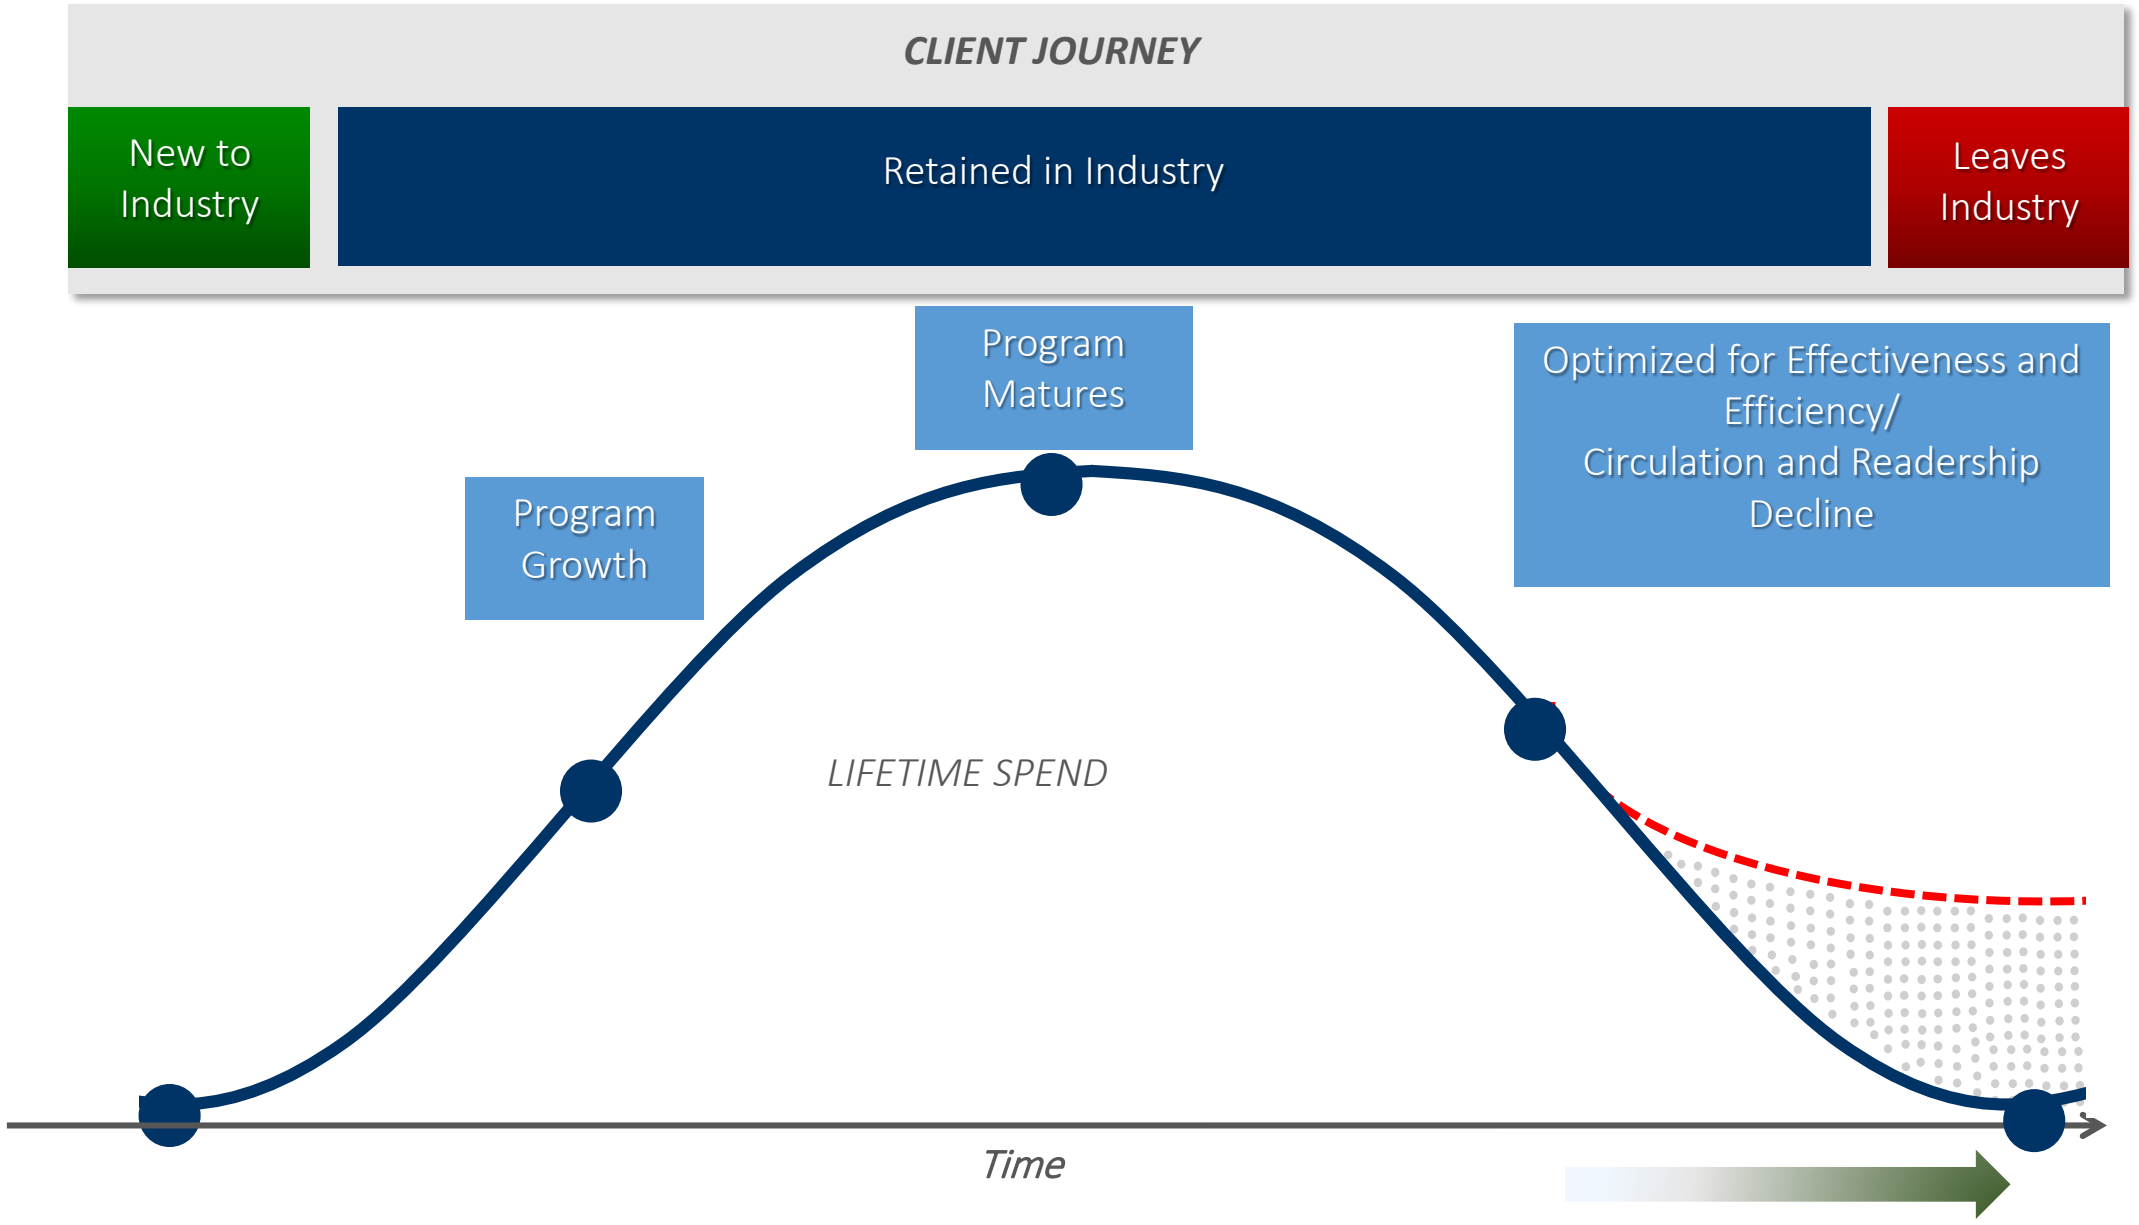 CLIENT JOURNEY
New to
Industry
Retained in Industry
Leaves
Industry
Program
Matures
Optimized for Effectiveness and
Efficiency/
Circulation and Readership
Decline
Program
Growth
LIFETIME SPEND
Time